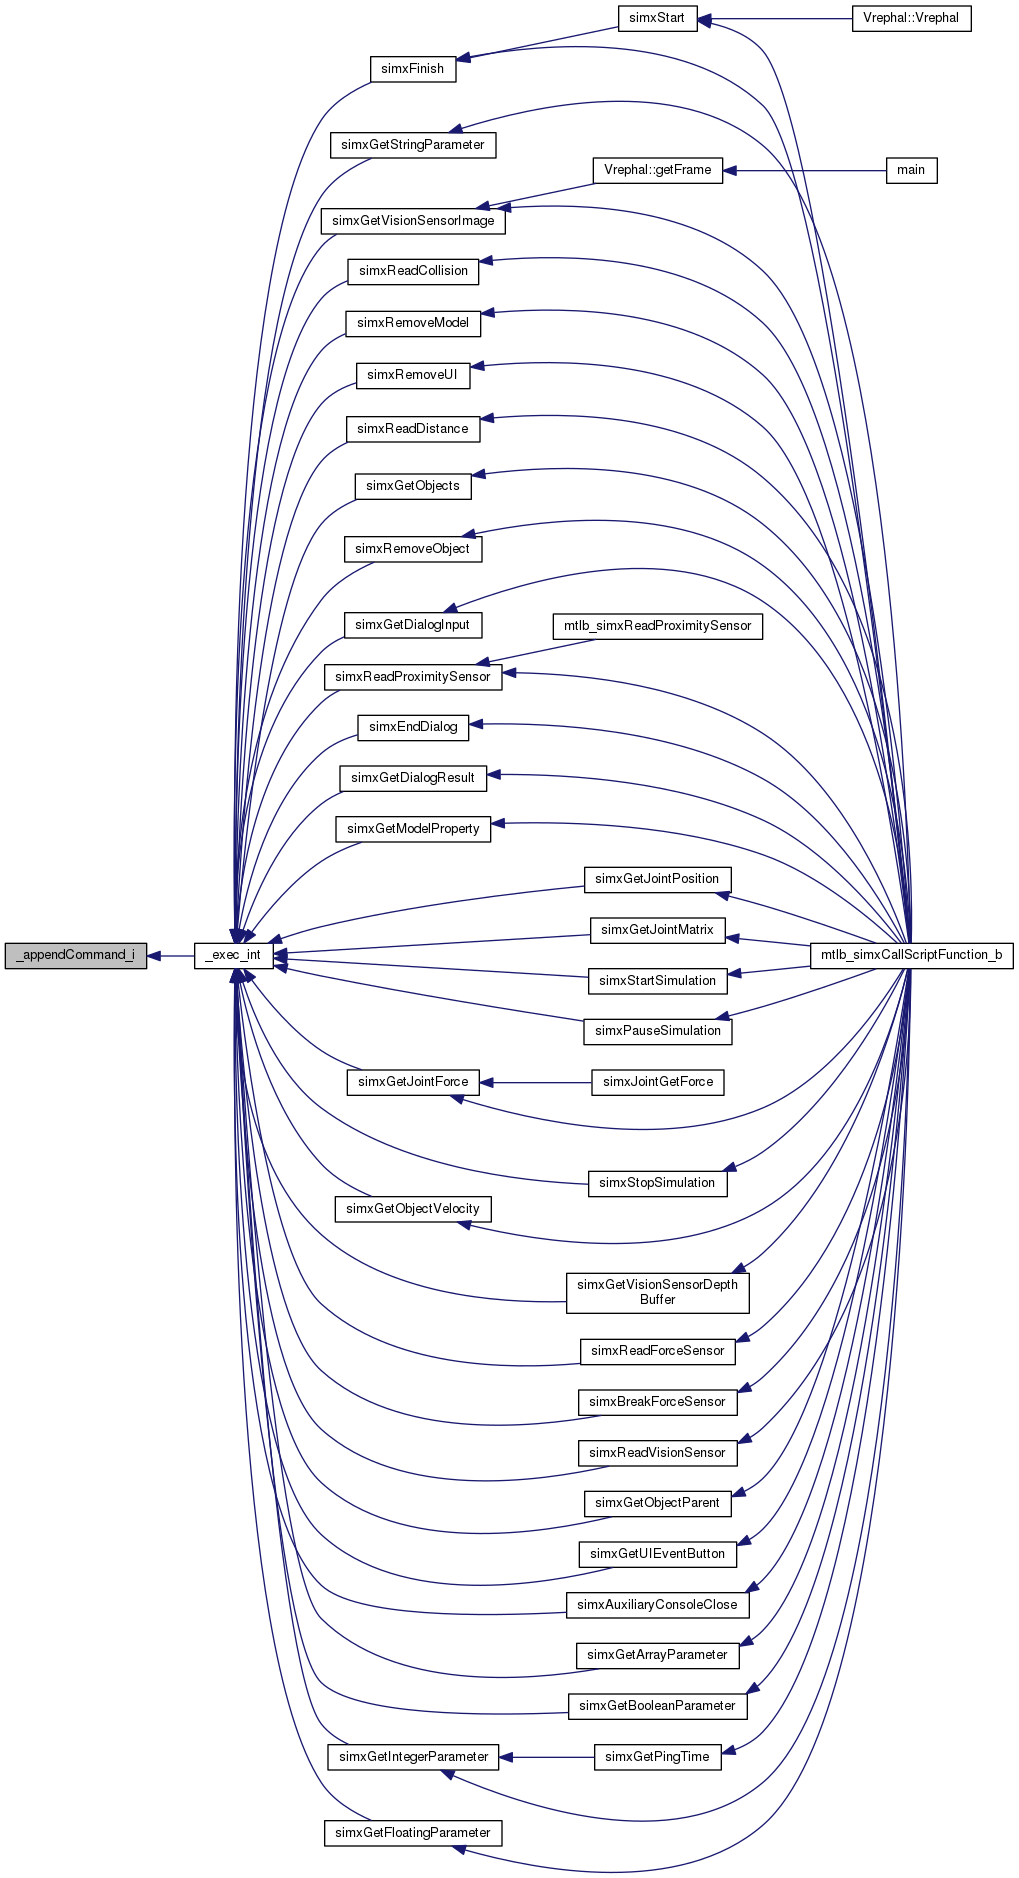 simxStart
Vrephal::Vrephal
simxFinish
simxGetStringParameter
Vrephal::getFrame
main
simxGetVisionSensorImage
simxReadCollision
simxRemoveModel
simxRemoveUI
simxReadDistance
simxGetObjects
simxRemoveObject
simxGetDialogInput
mtlb_simxReadProximitySensor
simxReadProximitySensor
simxEndDialog
simxGetDialogResult
simxGetModelProperty
simxGetJointPosition
simxGetJointMatrix
_appendCommand_i
_exec_int
mtlb_simxCallScriptFunction_b
simxStartSimulation
simxPauseSimulation
simxGetJointForce
simxJointGetForce
simxStopSimulation
simxGetObjectVelocity
simxGetVisionSensorDepth
Buffer
simxReadForceSensor
simxBreakForceSensor
simxReadVisionSensor
simxGetObjectParent
simxGetUIEventButton
simxAuxiliaryConsoleClose
simxGetArrayParameter
simxGetBooleanParameter
simxGetIntegerParameter
simxGetPingTime
simxGetFloatingParameter